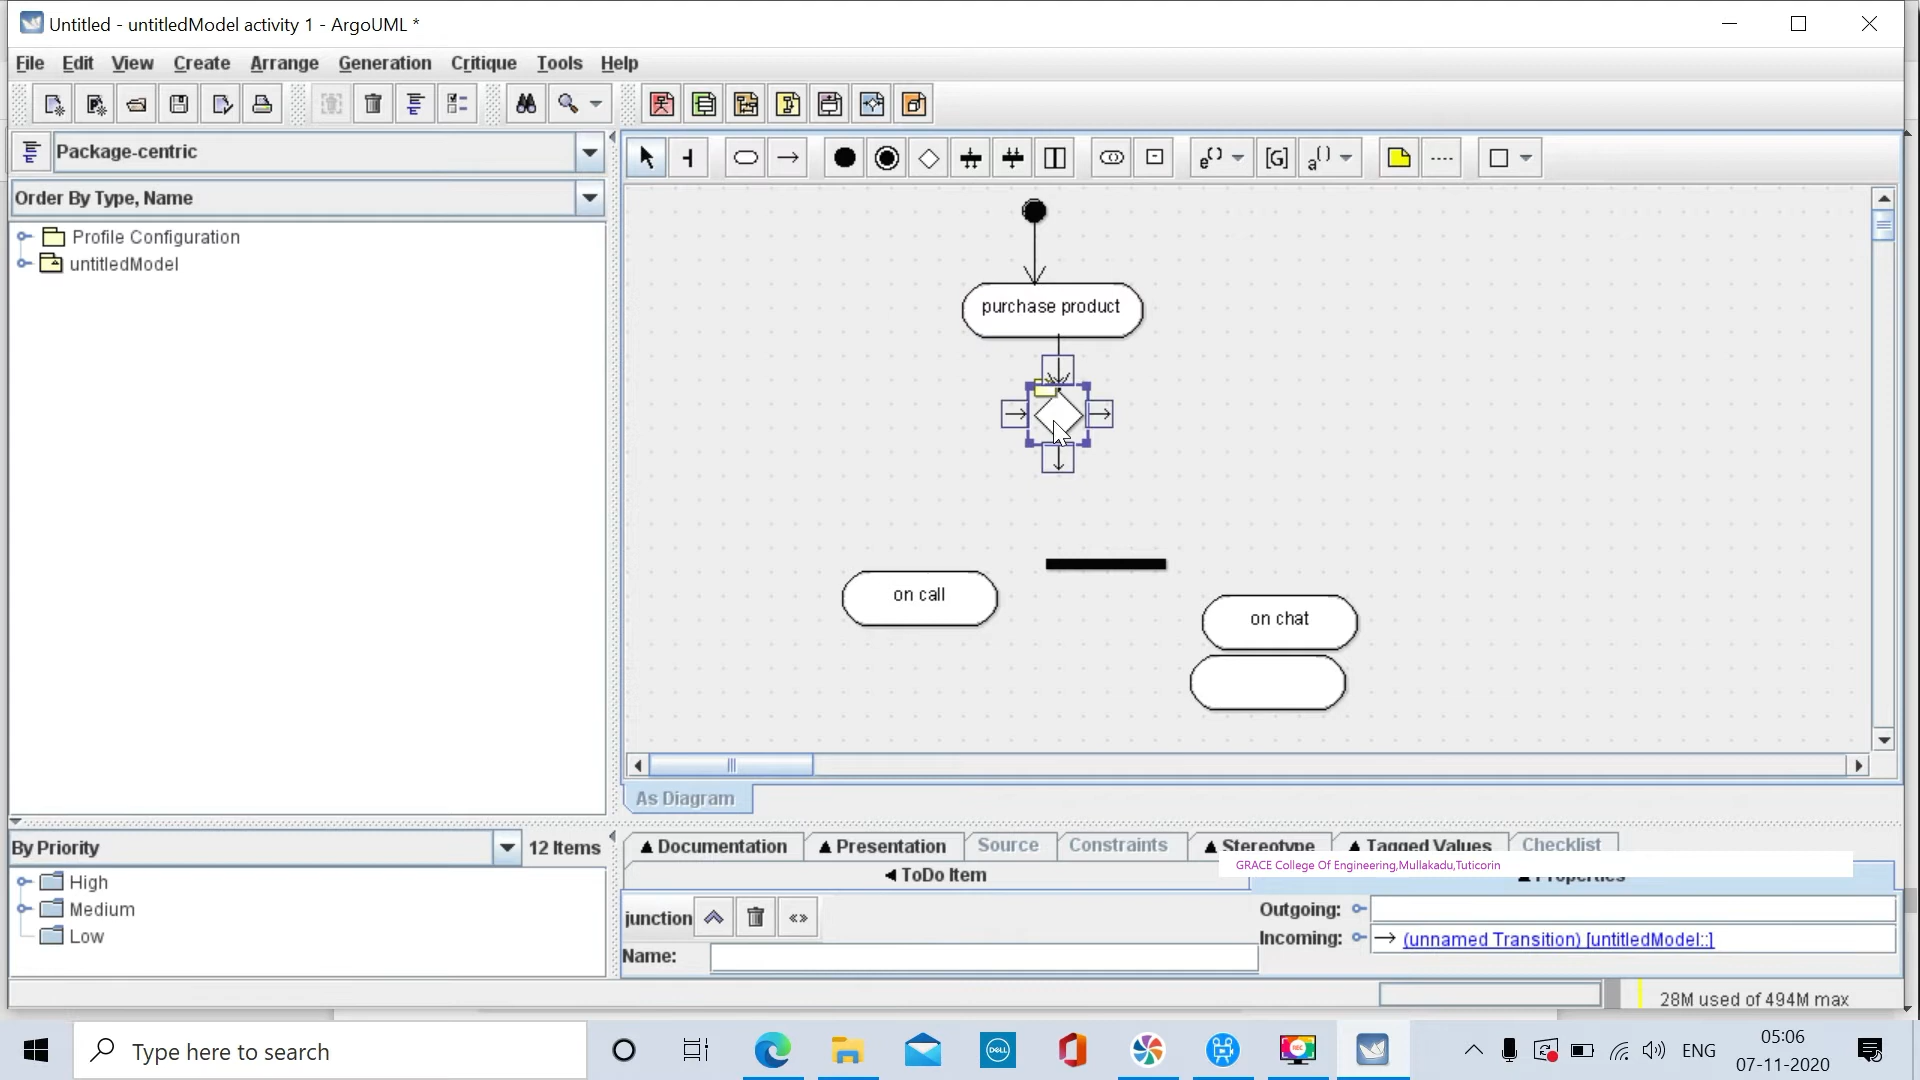 Untitled - untitledModel activity 1 - ArgoUML *
File Edit View Create Arrange Generation Critique Tools Help
Package-centric
Order By Type, Name
Profile Configuration
untitledModel
purchase product
on call
on chat
As Diagram
By Priority 12 Items
High
Medium
Low
Documentation Presentation Source Constraints Stereotype Tagged Values Checklist
GRACE College Of Engineering,Mullakadu,Tuticorin
ToDo Item Properties
junction
Name:
Outgoing:
Incoming: (unnamed Transition) [untitledModel::]
28M used of 494M max
Type here to search
DELL
ENG
05:06
07-11-2020